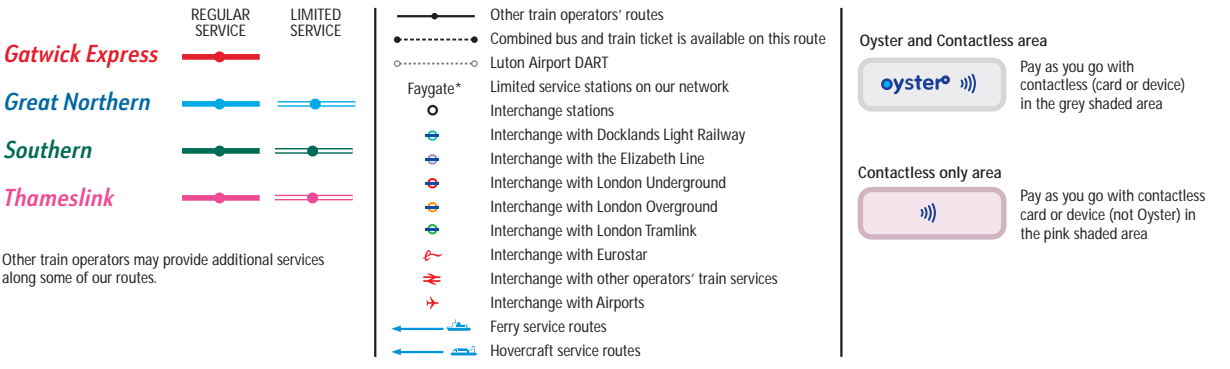 REGULAR
SERVICE
LIMITED
SERVICE
Gatwick Express
Great Northern
Southern
Thameslink
Other train operators may provide additional services
along some of our routes.
Other train operators' routes
Combined bus and train ticket is available on this route
Luton Airport DART
Faygate* Limited service stations on our network
Interchange stations
Interchange with Docklands Light Railway
Interchange with the Elizabeth Line
Interchange with London Underground
Interchange with London Overground
Interchange with London Tramlink
Interchange with Eurostar
Interchange with other operators' train services
Interchange with Airports
Ferry service routes
Hovercraft service routes
Oyster and Contactless area
oyster
Pay as you go with
contactless (card or device)
in the grey shaded area
Contactless only area
Pay as you go with contactless
card or device (not Oyster) in
the pink shaded area